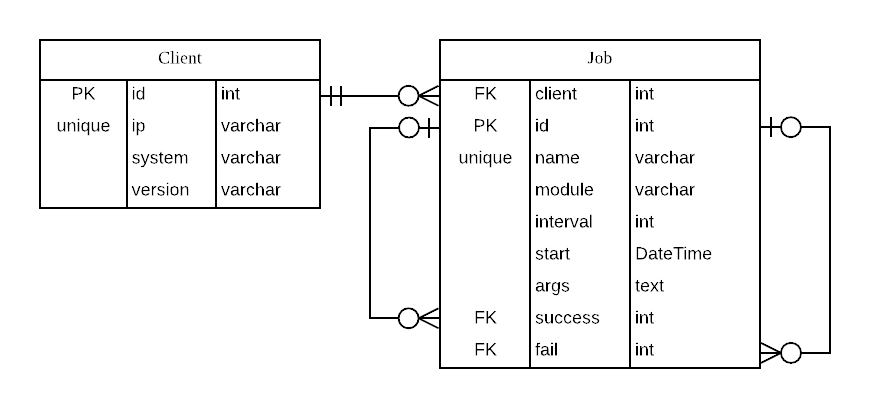 Client
PK id int
unique ip varchar
system varchar
version varchar
Job
FK client int
PK id int
unique name varchar
module varchar
interval int
start DateTime
args text
FK success int
FK fail int